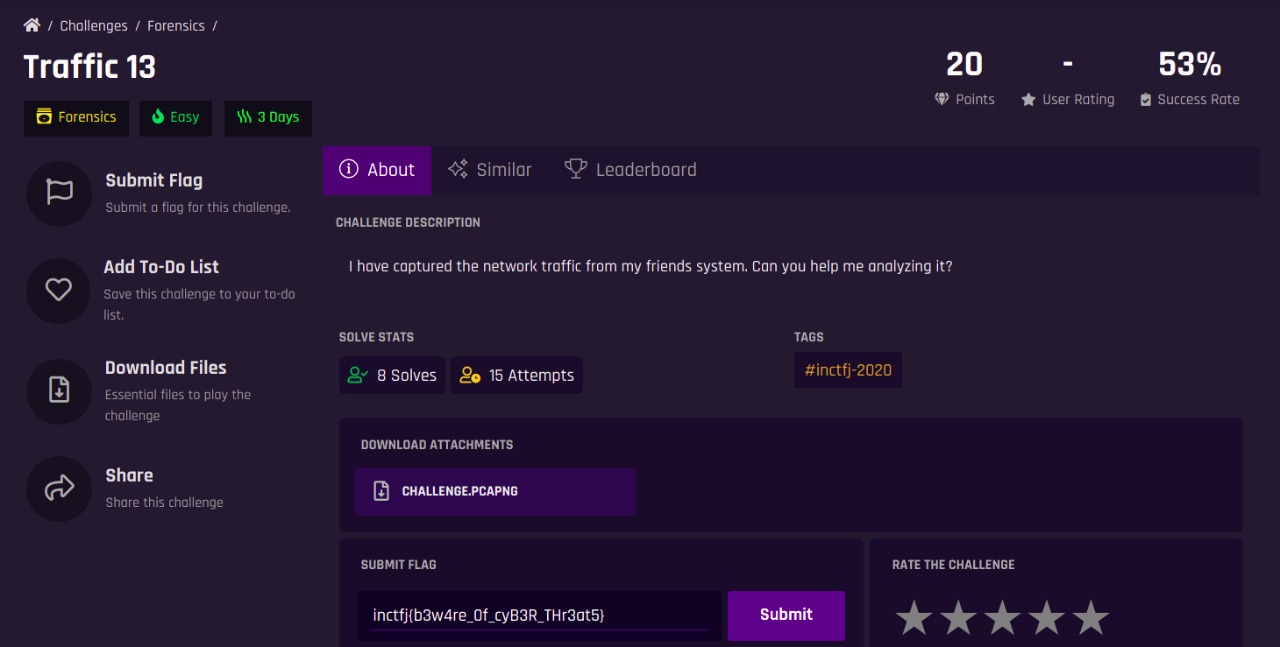 / Challenges / Forensics /
Traffic 13
Forensics Easy 3 Days
20 - 53%
Points User Rating Success Rate
Submit Flag
Submit a flag for this challenge.
Add To-Do List
Save this challenge to your to-do
list.
Download Files
Essential files to play the
challenge
Share
Share this challenge
About Similar Leaderboard
CHALLENGE DESCRIPTION
I have captured the network traffic from my friends system. Can you help me analyzing it?
SOLVE STATS
8 Solves 15 Attempts
TAGS
#inctfj-2020
DOWNLOAD ATTACHMENTS
CHALLENGE.PCAPNG
SUBMIT FLAG
inctfj{b3w4re_0f_cyB3R_THr3at5}
Submit
RATE THE CHALLENGE